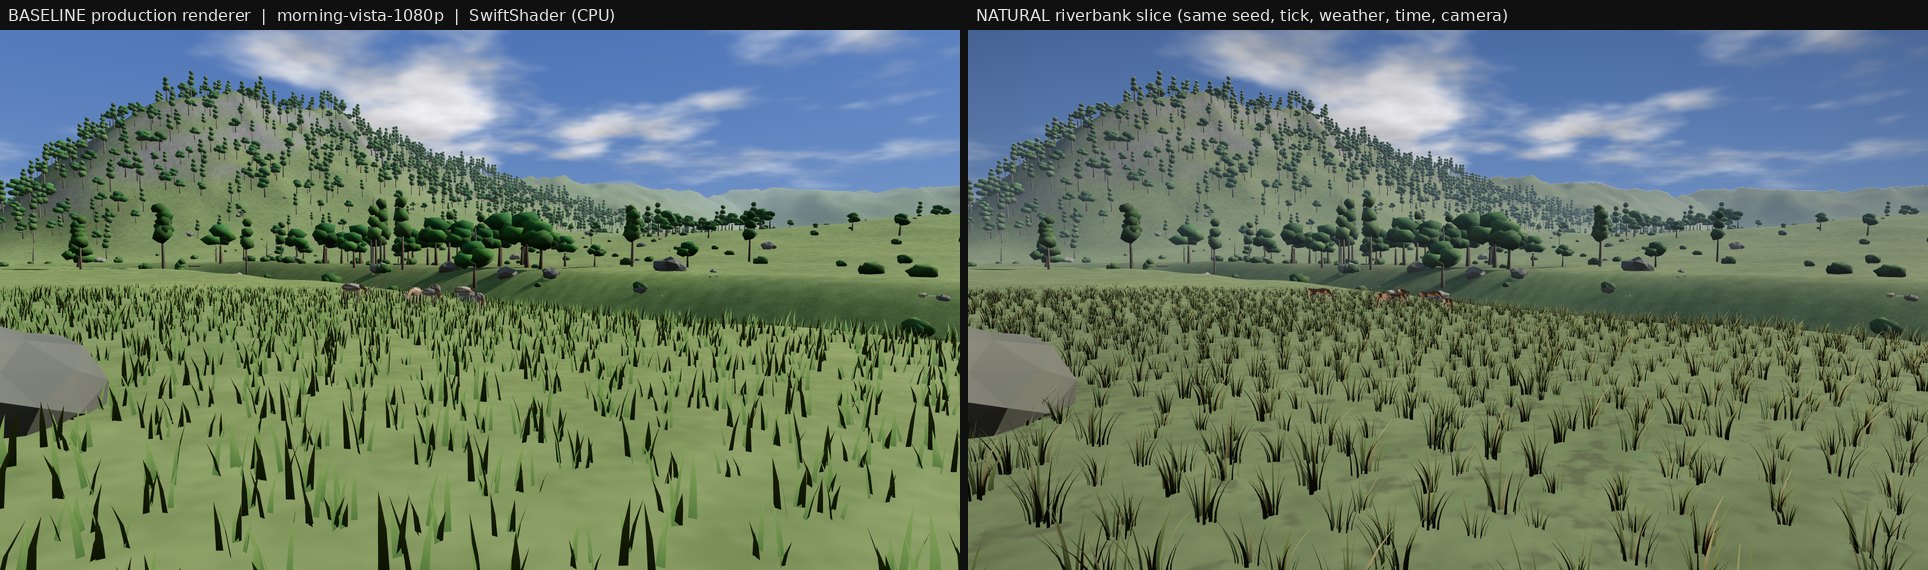 BASELINE production renderer | morning-vista-1080p | SwiftShader (CPU)
NATURAL riverbank slice (same seed, tick, weather, time, camera)